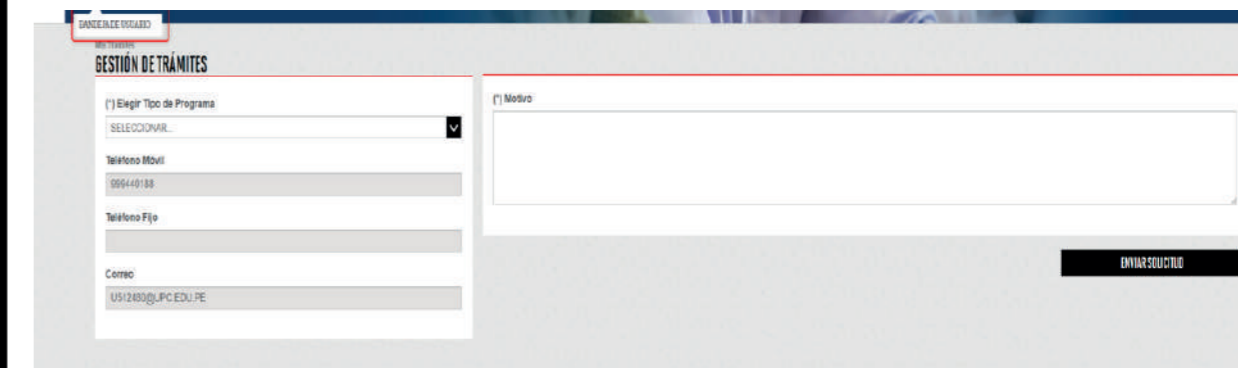 BANDEJA DE USUARIO
Mis Trámites
GESTIÓN DE TRÁMITES
(*) Elegir Tipo de Programa
SELECCIONAR...
Teléfono Móvil
999440188
Teléfono Fijo
Correo
U512480@UPC.EDU.PE
(*) Motivo
ENVIAR SOLICITUD